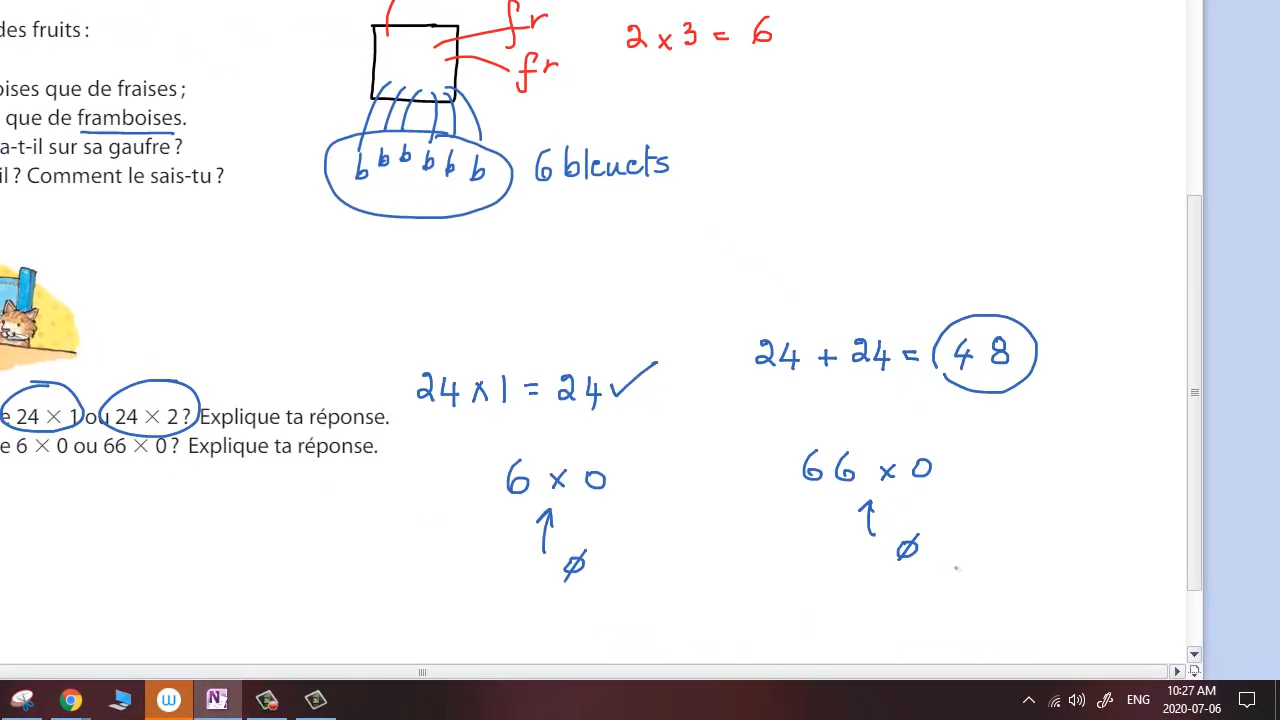 des fruits :
fr
2 x 3 = 6
fr
oises que de fraises ;
que de framboises.
a-t-il sur sa gaufre ?
il ? Comment le sais-tu ?
b b b b b b
6 bleuets
24 + 24 = 48
24 x 1 = 24 ✓
e 24 × 1 ou 24 × 2 ? Explique ta réponse.
e 6 × 0 ou 66 × 0 ? Explique ta réponse.
6 x 0
66 x 0
0
0
ENG
10:27 AM
2020-07-06